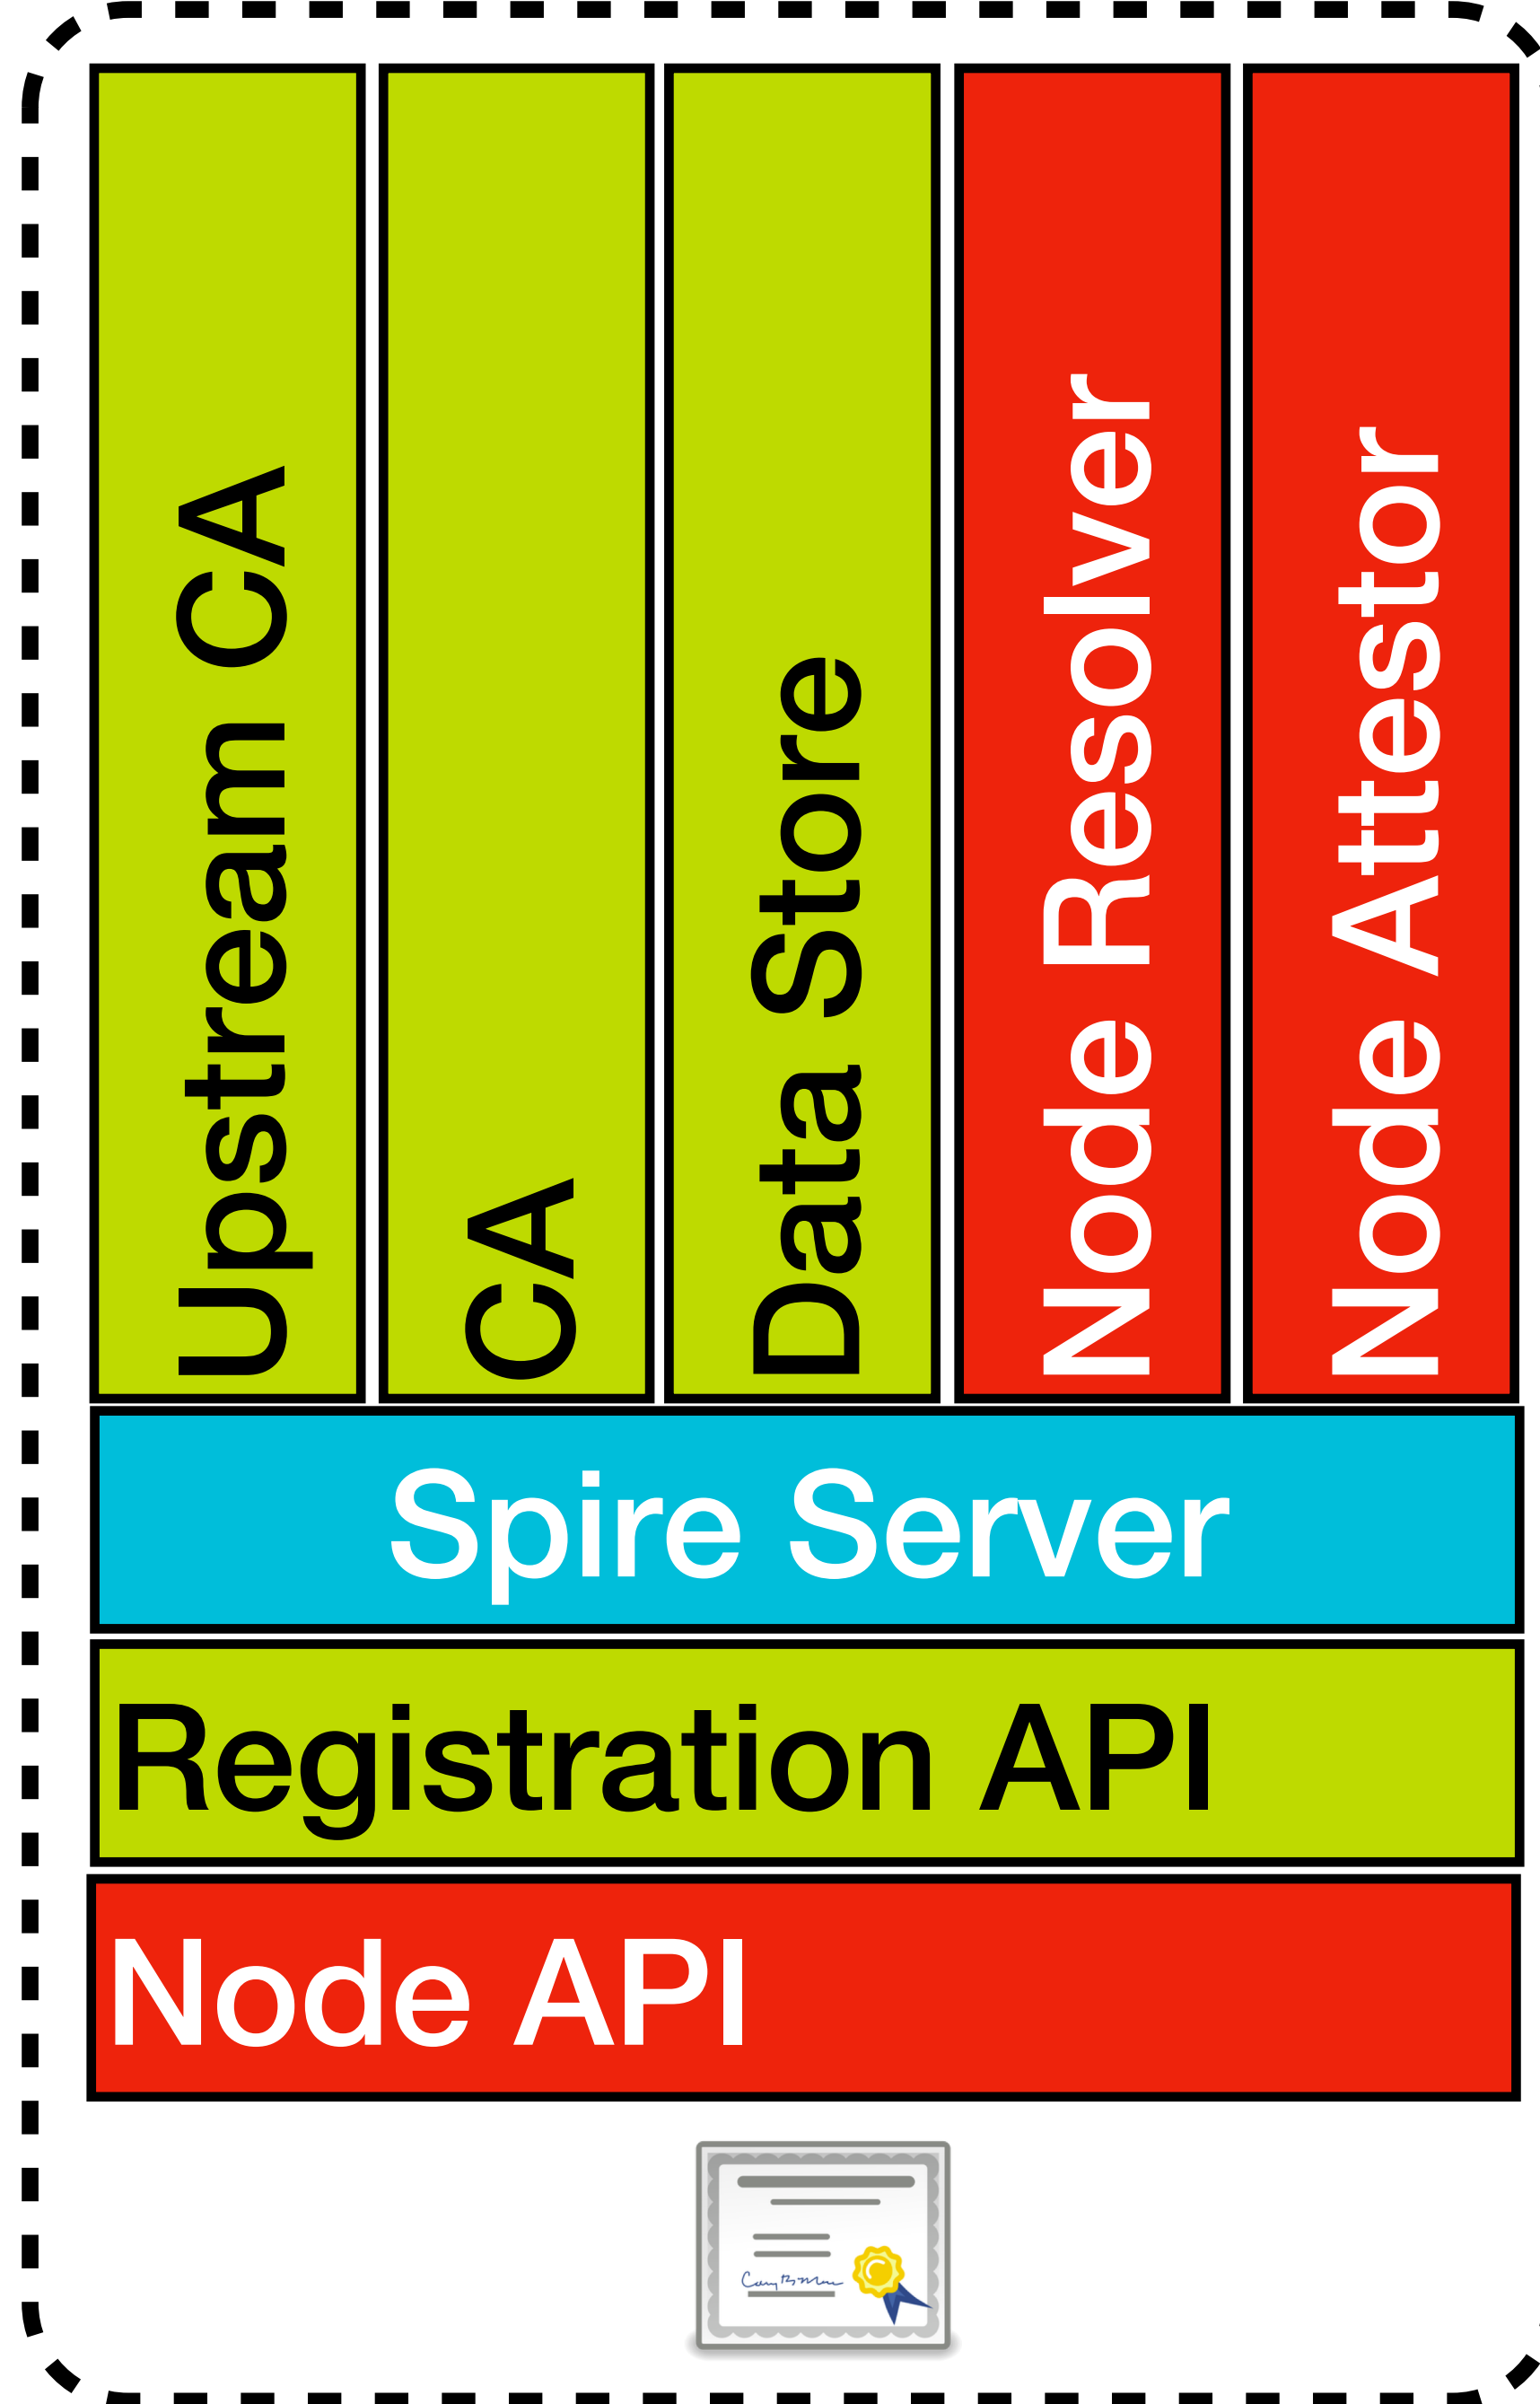 Upstream CA
CA
Data Store
Node Resolver
Node Attestor
Spire Server
Registration API
Node API